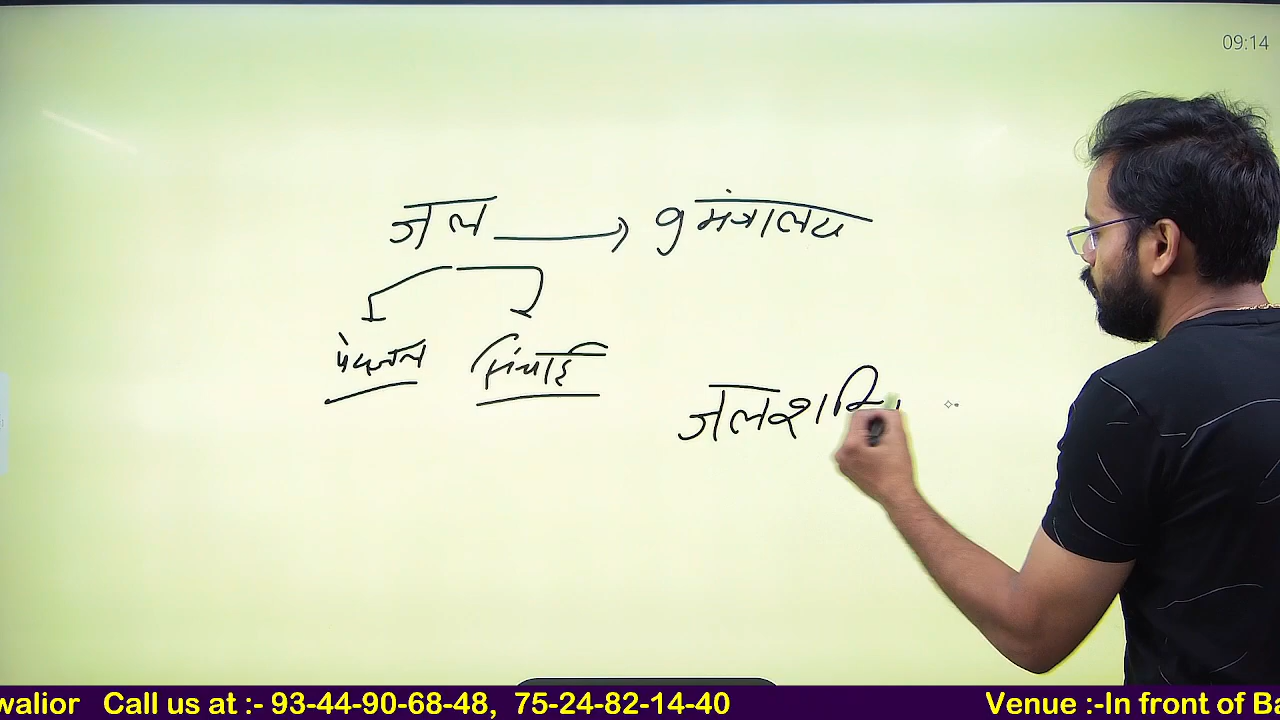 09:14
जल → 9 मंत्रालय
पेयजल सिंचाई
जलशक्ति
walior Call us at :- 93-44-90-68-48, 75-24-82-14-40 Venue :-In front of Ba